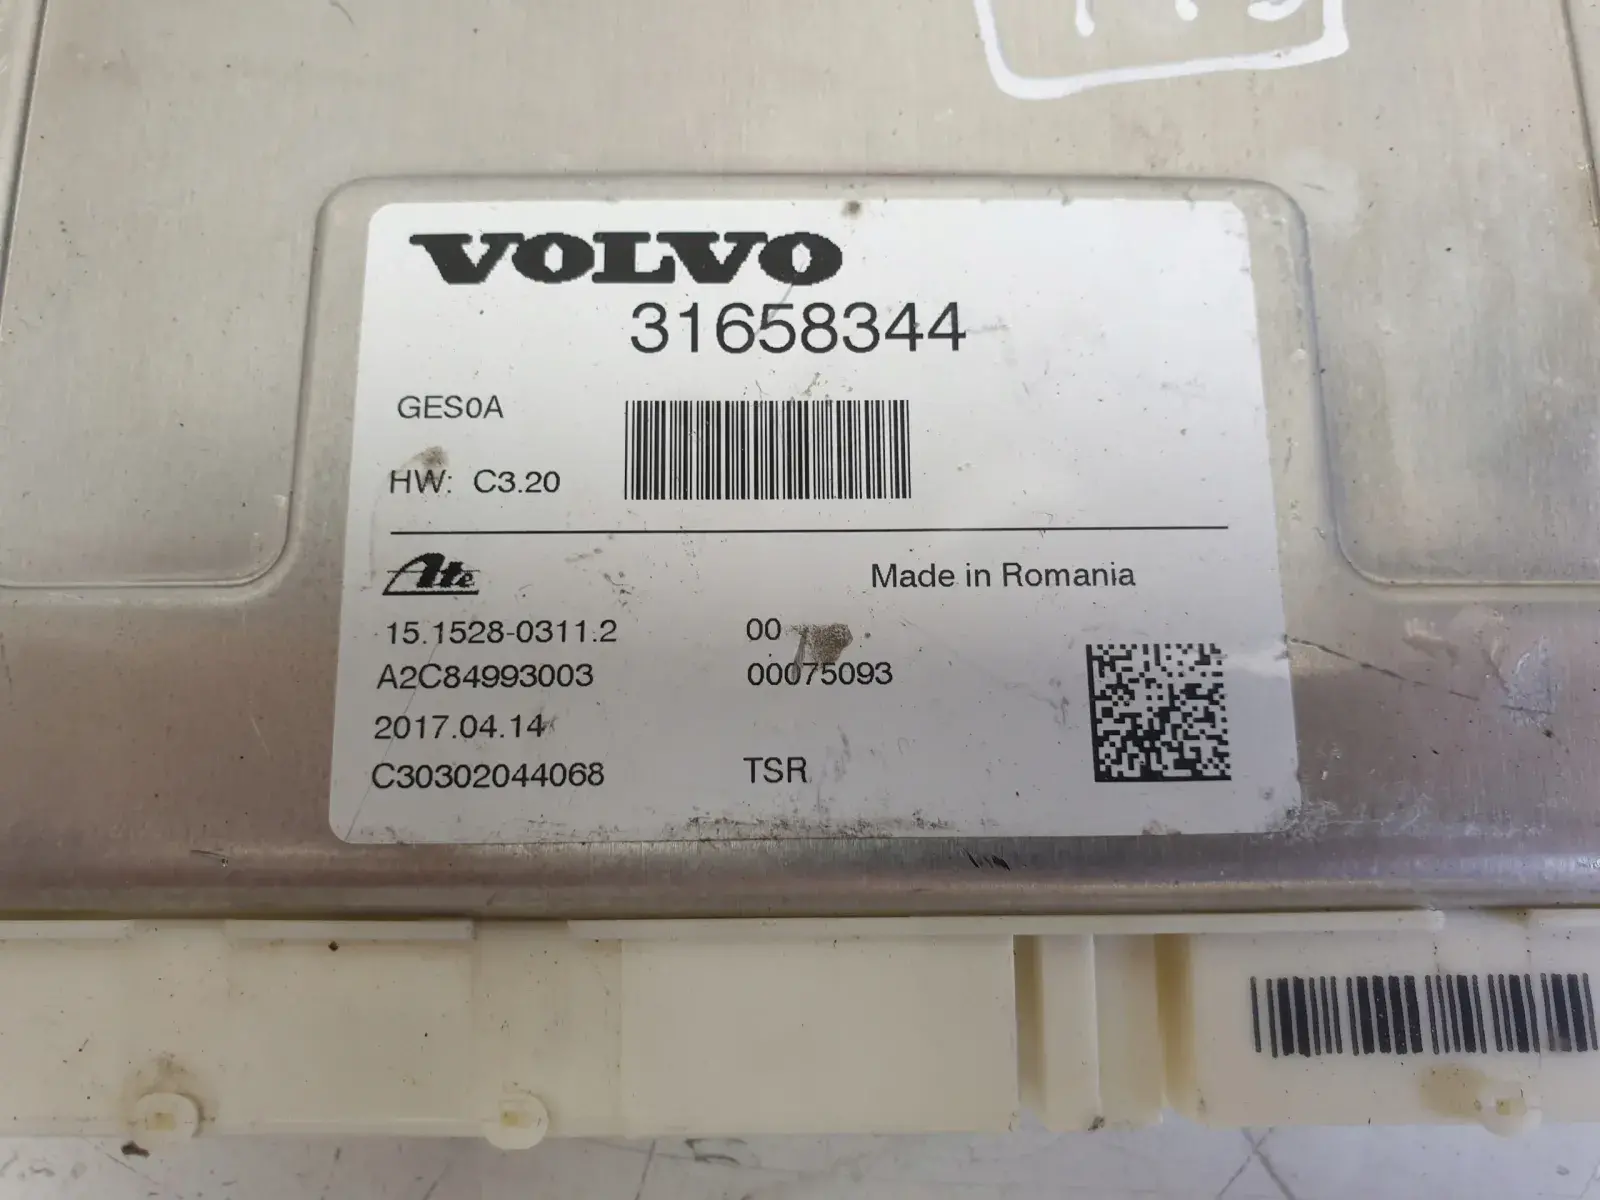 VOLVO
31658344
GES0A
HW: C3.20
Ate
Made in Romania
15.1528-0311.2 00
A2C84993003 00075093
2017.04.14
C30302044068 TSR